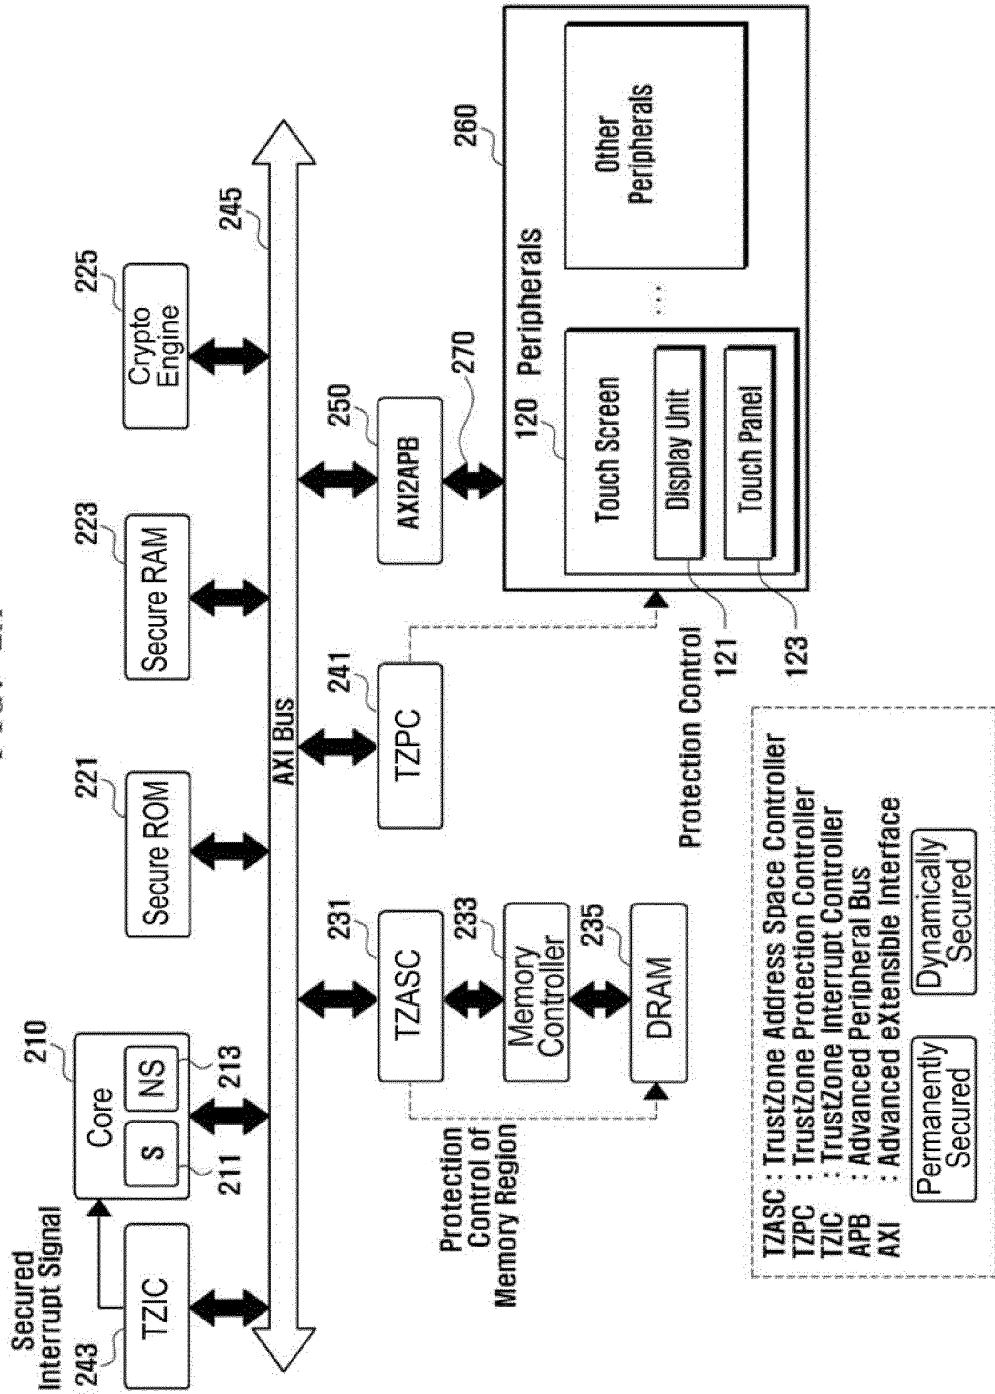 Secured
Interrupt Signal
243
TZIC
210
Core
S
NS
211
213
221
Secure ROM
223
Secure RAM
225
Crypto
Engine
245
AXI Bus
231
TZASC
233
Memory
Controller
235
DRAM
Protection
Control of
Memory Region
241
TZPC
Protection Control
250
AXI2APB
270
260
Peripherals
120
Touch Screen
Display Unit
121
Touch Panel
123
...
Other
Peripherals
TZASC : TrustZone Address Space Controller
TZPC : TrustZone Protection Controller
TZIC : TrustZone Interrupt Controller
APB : Advanced Peripheral Bus
AXI : Advanced eXtensible Interface
Permanently
Secured
Dynamically
Secured